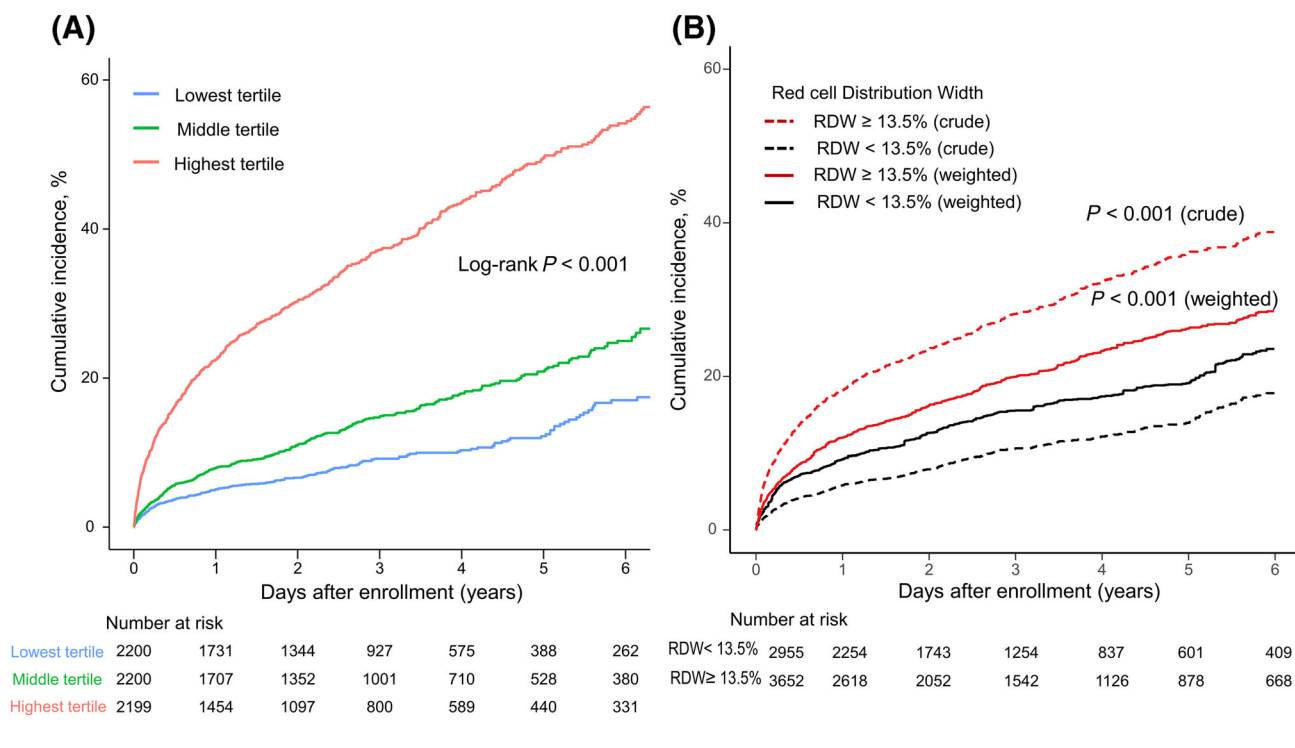 (A)
60
40
20
0
Cumulative incidence, %
Lowest tertile
Middle tertile
Highest tertile
Log-rank P < 0.001
0 1 2 3 4 5 6
Days after enrollment (years)
Number at risk
Lowest tertile 2200 1731 1344 927 575 388 262
Middle tertile 2200 1707 1352 1001 710 528 380
Highest tertile 2199 1454 1097 800 589 440 331
(B)
60
40
20
0
Cumulative incidence, %
Red cell Distribution Width
RDW ≥ 13.5% (crude)
RDW < 13.5% (crude)
RDW ≥ 13.5% (weighted)
RDW < 13.5% (weighted)
P < 0.001 (crude)
P < 0.001 (weighted)
0 1 2 3 4 5 6
Days after enrollment (years)
Number at risk
RDW< 13.5% 2955 2254 1743 1254 837 601 409
RDW≥ 13.5% 3652 2618 2052 1542 1126 878 668